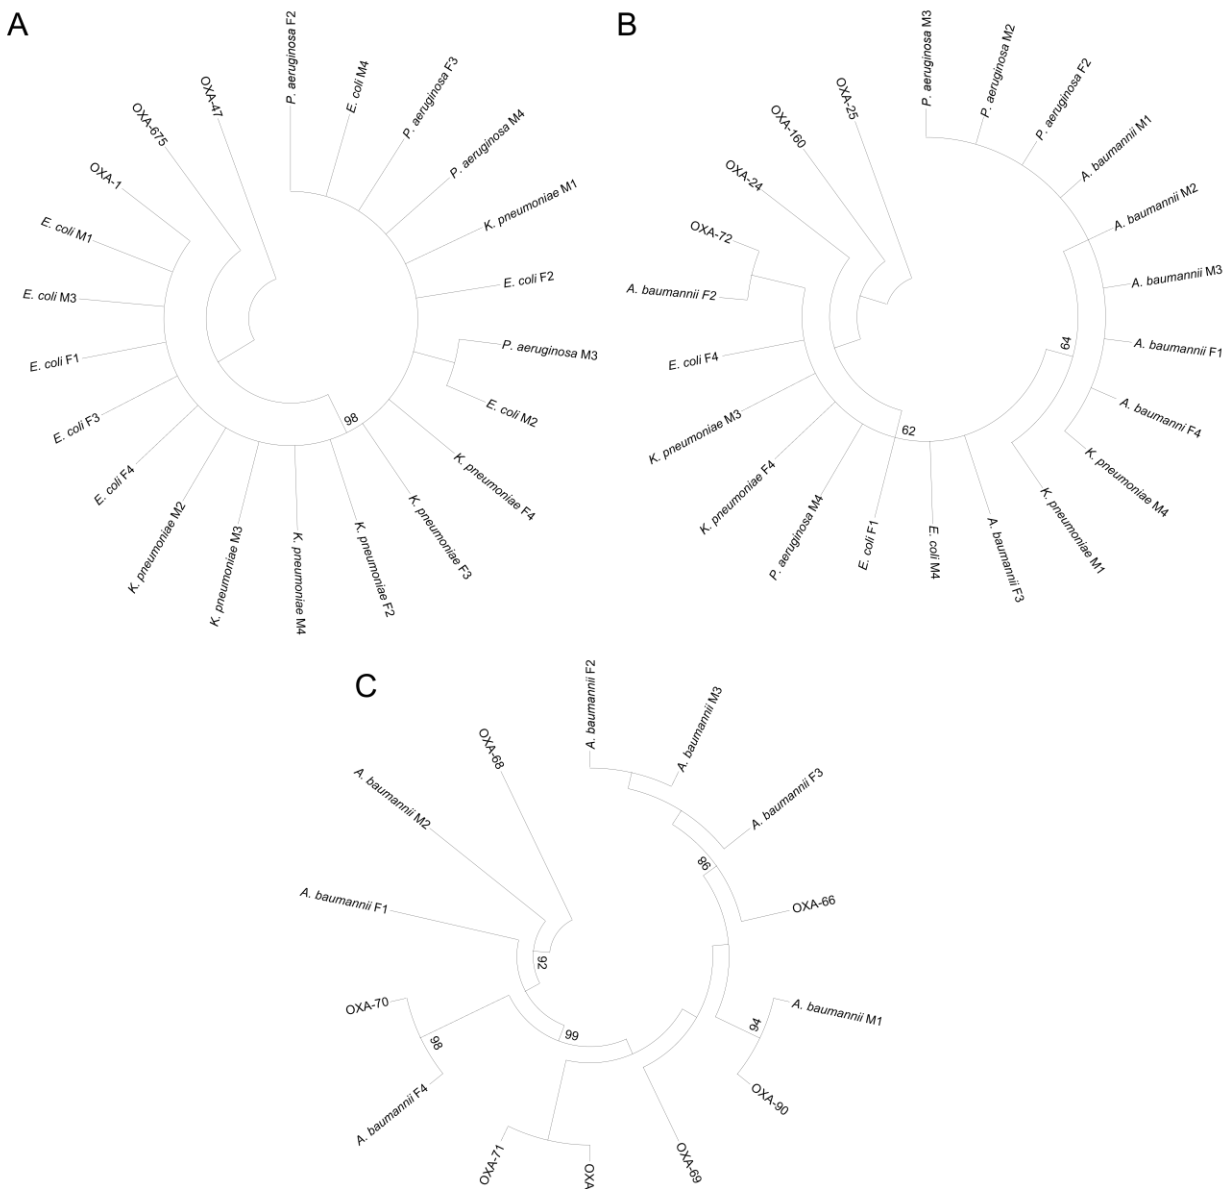 A
P. aeruginosa F2
E. coli M4
P. aeruginosa F3
P. aeruginosa M4
K. pneumoniae M1
E. coli F2
P. aeruginosa M3
E. coli M2
K. pneumoniae F4
K. pneumoniae F3
K. pneumoniae F2
K. pneumoniae M4
K. pneumoniae M3
K. pneumoniae M2
E. coli F4
E. coli F3
E. coli F1
E. coli M3
E. coli M1
OXA-1
OXA-675
OXA-47
98
B
P. aeruginosa M3
P. aeruginosa M2
P. aeruginosa F2
A. baumannii M1
A. baumannii M2
A. baumannii M3
A. baumannii F1
A. baumanni F4
K. pneumoniae M4
K. pneumoniae M1
A. baumannii F3
E. coli M4
E. coli F1
P. aeruginosa M4
K. pneumoniae F4
K. pneumoniae M3
E. coli F4
A. baumannii F2
OXA-72
OXA-24
OXA-160
OXA-25
64
62
C
A. baumannii F2
A. baumannii M3
A. baumannii F3
OXA-66
A. baumannii M1
OXA-90
OXA-69
OXA
OXA-71
A. baumannii F4
OXA-70
A. baumannii F1
A. baumannii M2
OXA-68
86
94
99
98
92